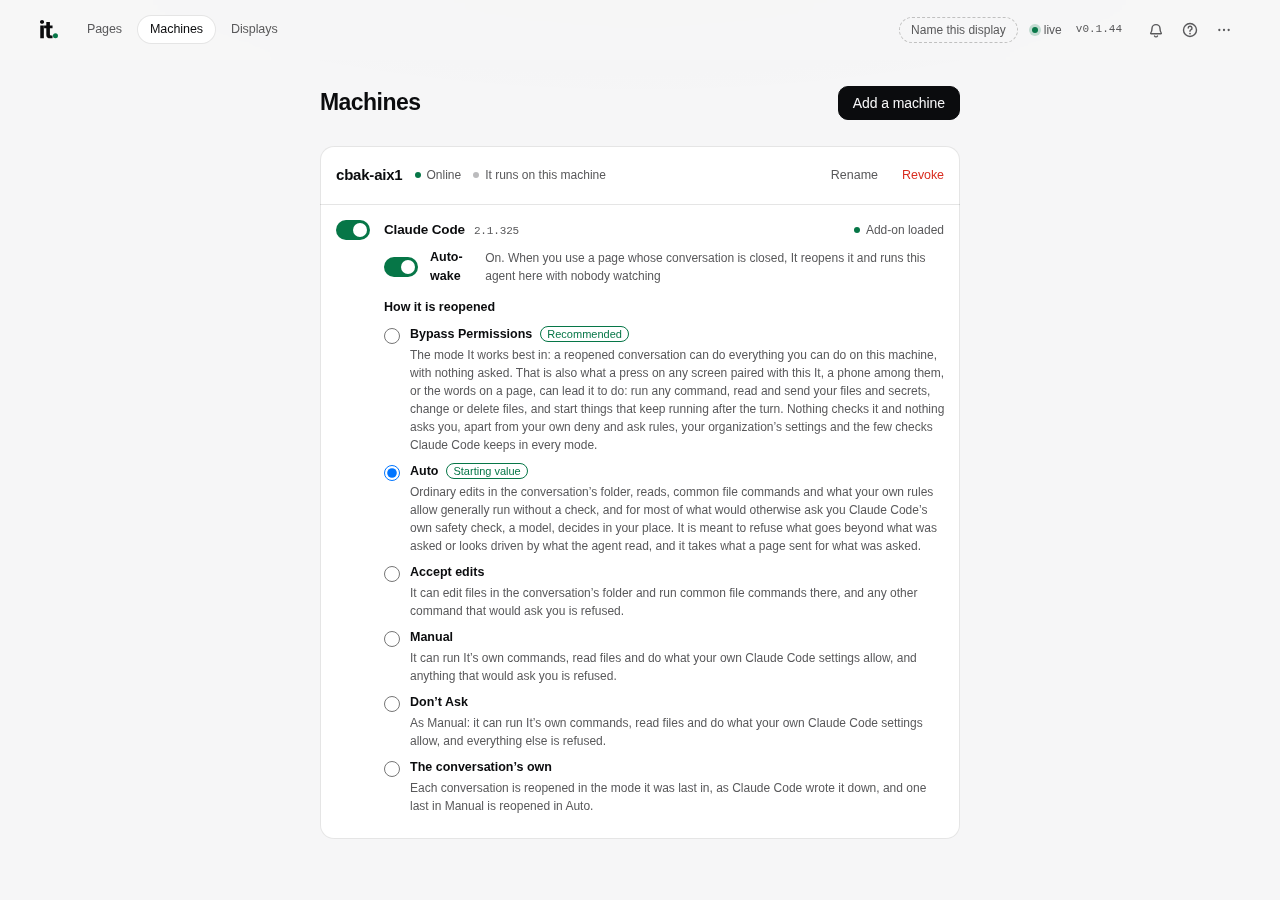 it.
Pages
Machines
Displays
Name this display
live
v0.1.44
Machines
Add a machine
cbak-aix1
Online
It runs on this machine
Rename
Revoke
Claude Code 2.1.325
Add-on loaded
Auto-
wake
On. When you use a page whose conversation is closed, It reopens it and runs this
agent here with nobody watching
How it is reopened
Bypass Permissions
Recommended
The mode It works best in: a reopened conversation can do everything you can do on this machine,
with nothing asked. That is also what a press on any screen paired with this It, a phone among them,
or the words on a page, can lead it to do: run any command, read and send your files and secrets,
change or delete files, and start things that keep running after the turn. Nothing checks it and nothing
asks you, apart from your own deny and ask rules, your organization’s settings and the few checks
Claude Code keeps in every mode.
Auto
Starting value
Ordinary edits in the conversation’s folder, reads, common file commands and what your own rules
allow generally run without a check, and for most of what would otherwise ask you Claude Code’s
own safety check, a model, decides in your place. It is meant to refuse what goes beyond what was
asked or looks driven by what the agent read, and it takes what a page sent for what was asked.
Accept edits
It can edit files in the conversation’s folder and run common file commands there, and any other
command that would ask you is refused.
Manual
It can run It’s own commands, read files and do what your own Claude Code settings allow, and
anything that would ask you is refused.
Don’t Ask
As Manual: it can run It’s own commands, read files and do what your own Claude Code settings
allow, and everything else is refused.
The conversation’s own
Each conversation is reopened in the mode it was last in, as Claude Code wrote it down, and one
last in Manual is reopened in Auto.